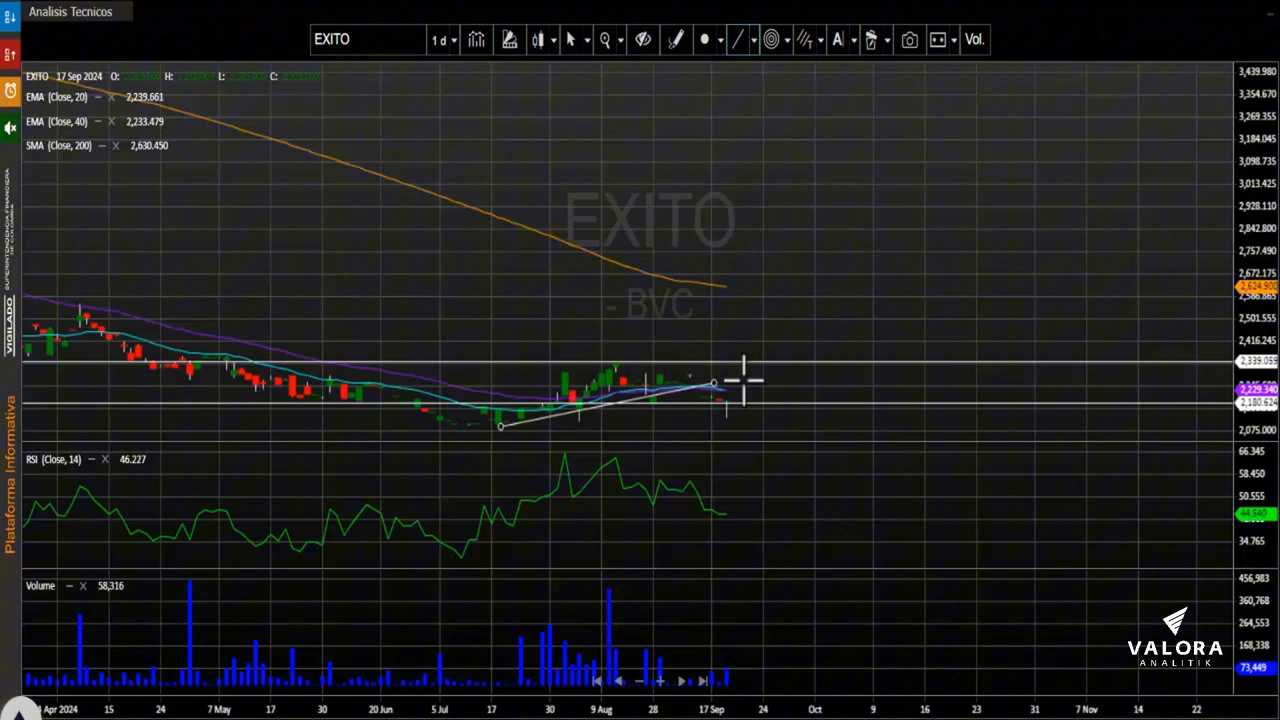 Analisis Tecnicos
EXITO
1 d
A
Vol.
EXITO 17 Sep 2024 O: H: L: C:
EMA (Close, 20) 2,239.661
EMA (Close, 40) 2,233.479
SMA (Close, 200) 2,630.450
EXITO
- BVC
3,439.980
3,354.670
3,269.355
3,184.045
3,098.735
3,013.425
2,928.110
2,842.800
2,757.490
2,672.175
2,624.900
2,586.865
2,501.555
2,416.245
2,339.059
2,229.340
2,180.624
2,075.000
RSI (Close, 14) 46.227
66.345
58.450
50.555
44.540
34.765
Volume 58,316
456,983
360,768
264,553
168,338
73,449
Apr 2024 15 24 7 May 17 30 20 Jun 5 Jul 17 30 9 Aug 28 17 Sep 24 Oct 9 16 23 31 7 Nov 14 22
SUPERINTENDENCIA FINANCIERA
DE COLOMBIA
VIGILADO
Plataforma Informativa
VALORA
ANALITIK